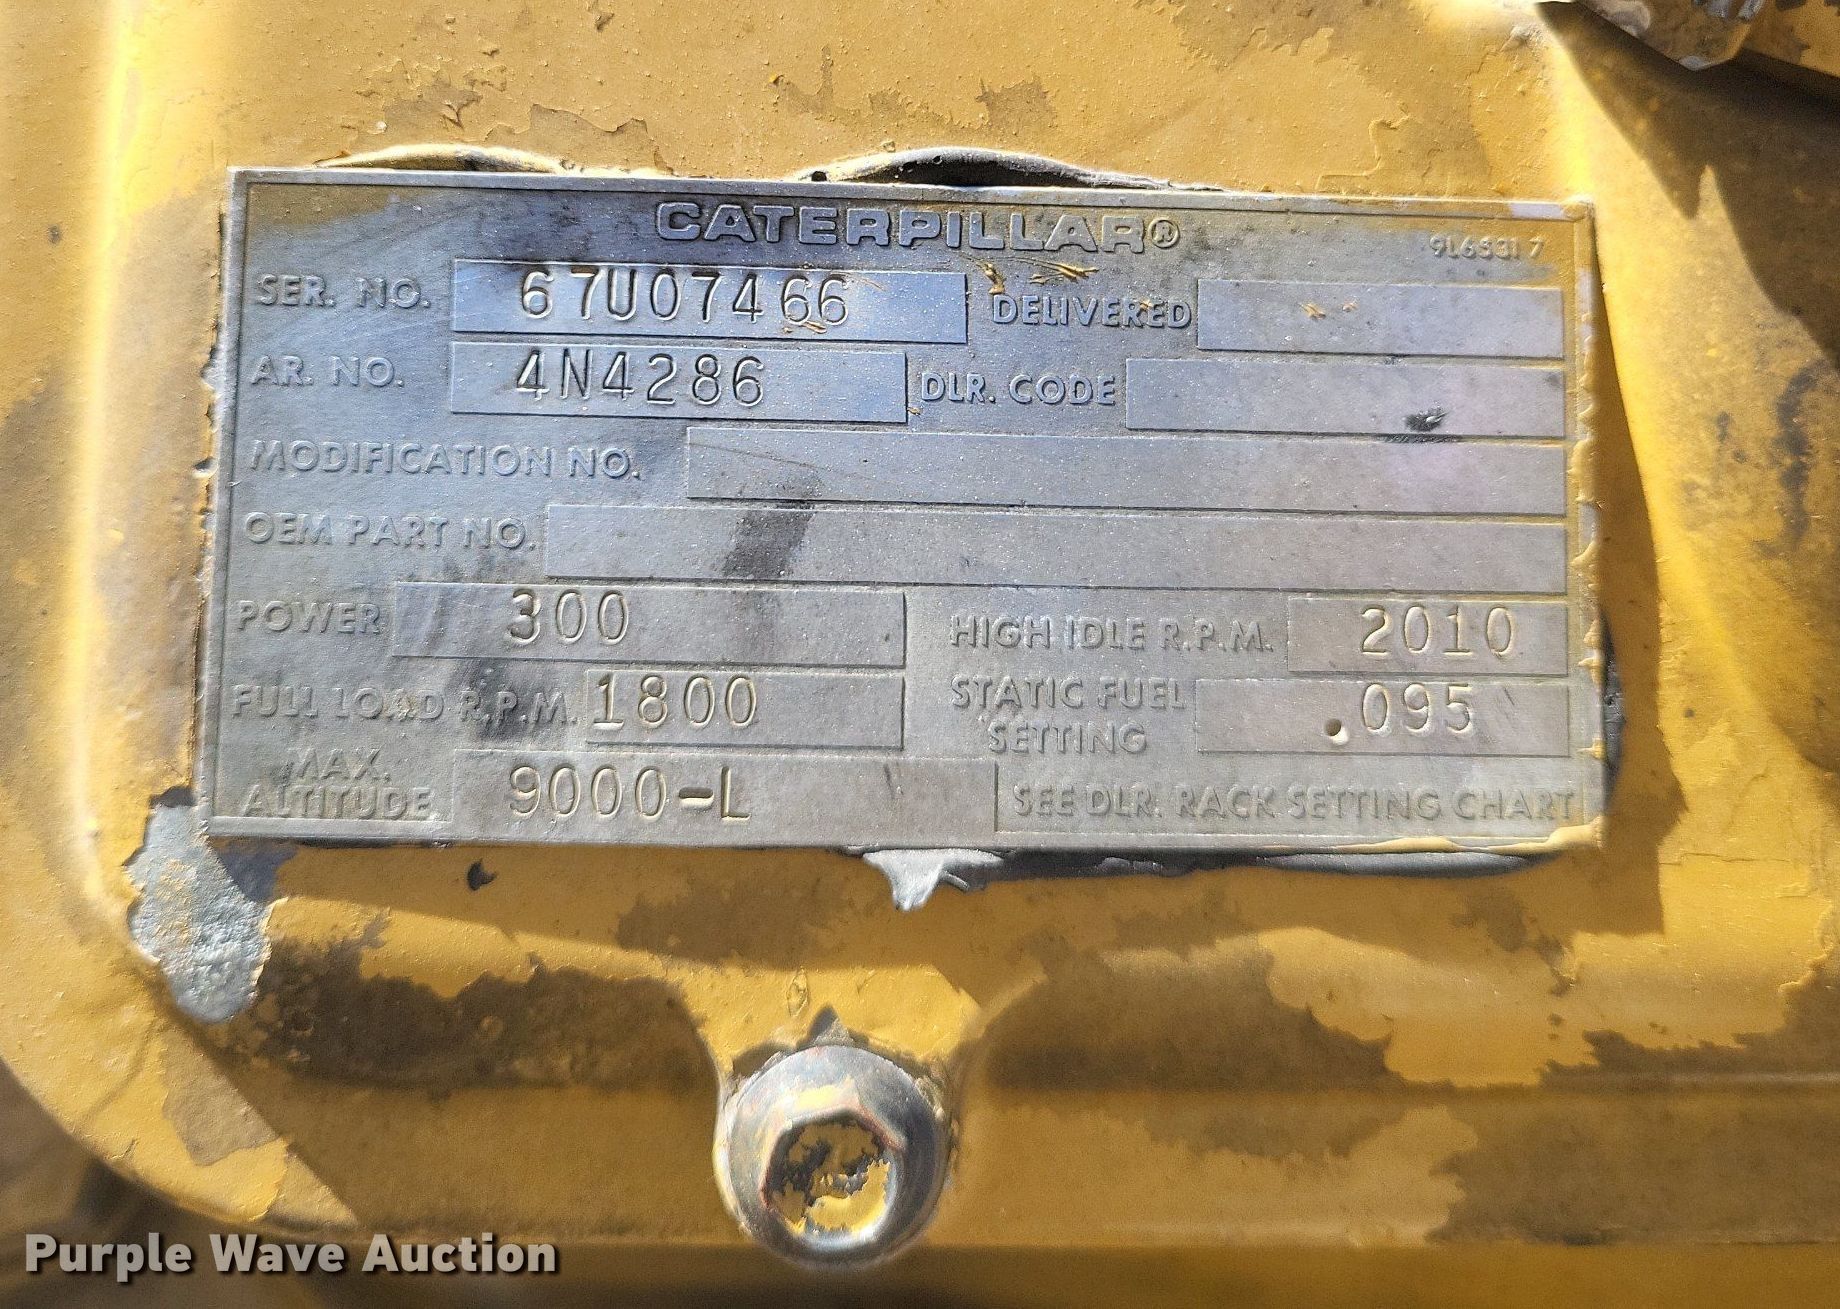 CATERPILLAR®
9L6531 7
SER. NO. 67U07466 DELIVERED
AR. NO. 4N4286 DLR. CODE
MODIFICATION NO.
OEM PART NO.
POWER 300 HIGH IDLE R.P.M. 2010
FULL LOAD R.P.M. 1800 STATIC FUEL SETTING .095
MAX. ALTITUDE 9000-L SEE DLR. RACK SETTING CHART
Purple Wave Auction